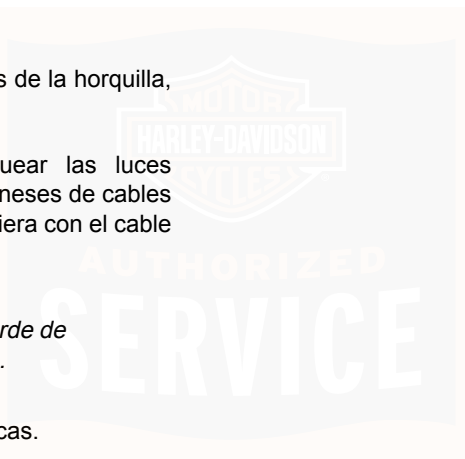 s de la horquilla,
uear las luces
neses de cables
iera con el cable
rde de
.
cas.
MOTOR
HARLEY-DAVIDSON
CYCLES
AUTHORIZED
SERVICE